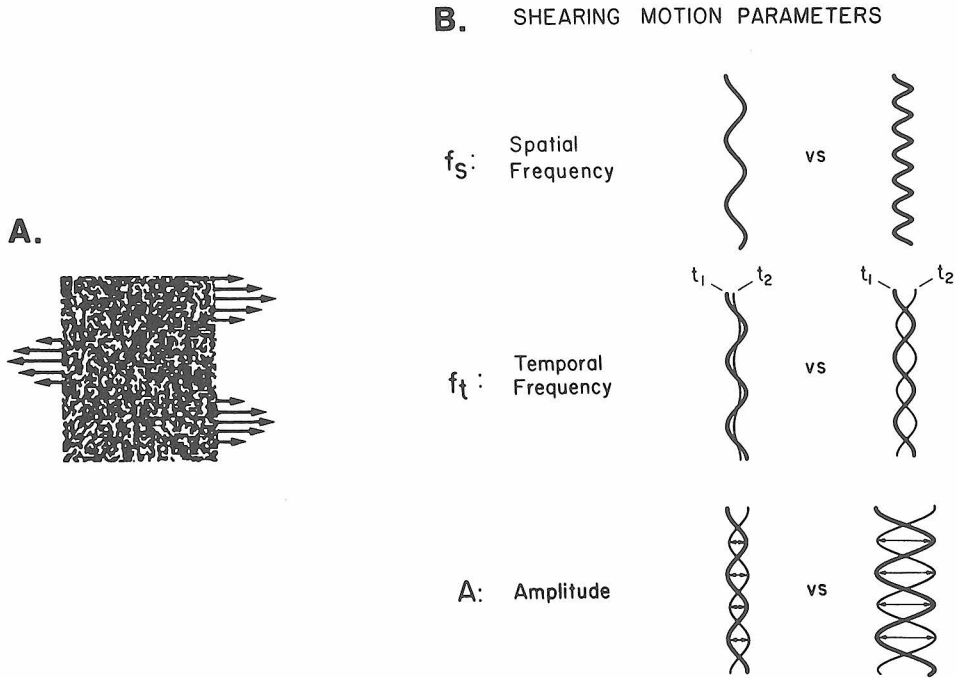 A.
B. SHEARING MOTION PARAMETERS
fs: Spatial
Frequency
vs
t1 t2
t1 t2
ft: Temporal
Frequency
vs
A: Amplitude
vs